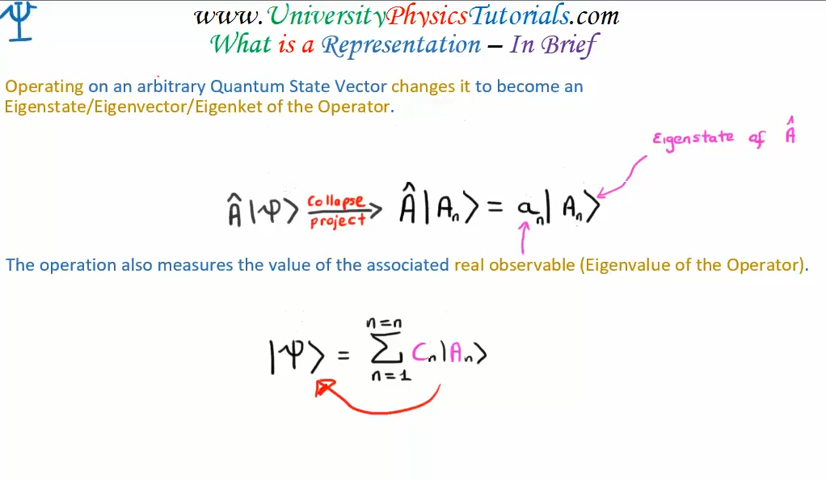 www.UniversityPhysicsTutorials.com
What is a Representation – In Brief
Operating on an arbitrary Quantum State Vector changes it to become an
Eigenstate/Eigenvector/Eigenket of the Operator.
Eigenstate of Â
Â|Ψ⟩ Collapse project → Â|Aₙ⟩ = aₙ|Aₙ⟩
The operation also measures the value of the associated real observable (Eigenvalue of the Operator).
n=n
|Ψ⟩ = Σ Cₙ|Aₙ⟩
n=1